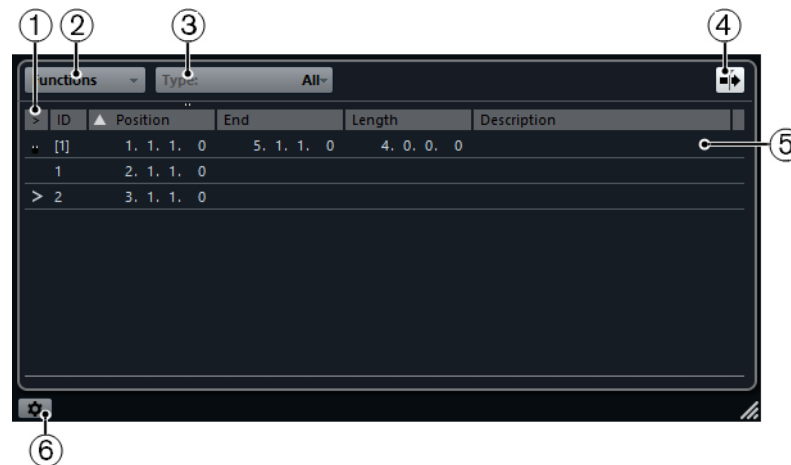 ① ② ③ ④
Functions Type: All
> ID Position End Length Description
[1] 1. 1. 1. 0 5. 1. 1. 0 4. 0. 0. 0
⑤
1 2. 1. 1. 0
> 2 3. 1. 1. 0
⑥